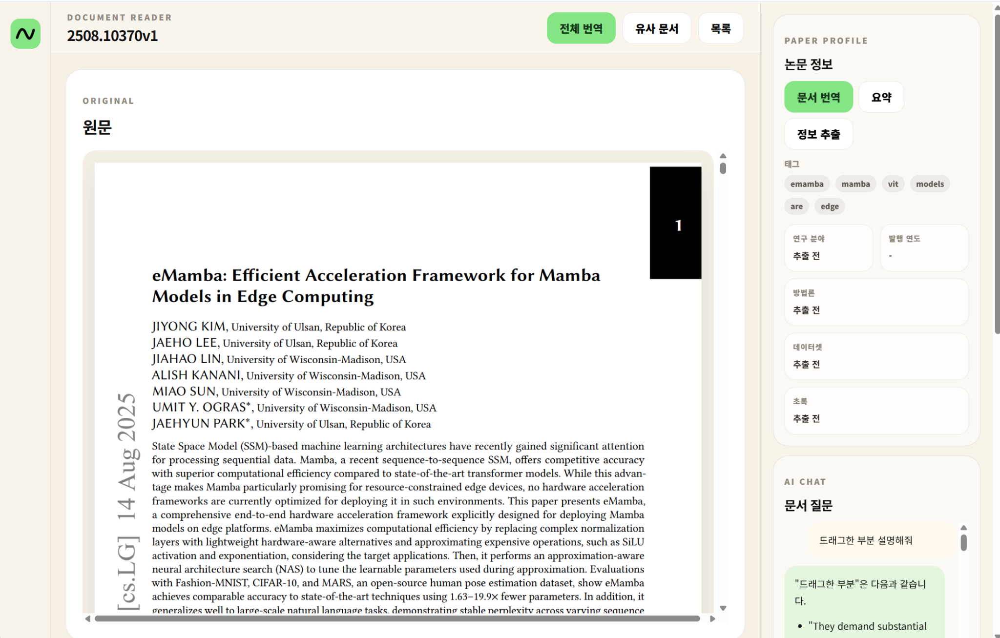 DOCUMENT READER
2508.10370v1
전체 번역
유사 문서
목록
ORIGINAL
원문
1
eMamba: Efficient Acceleration Framework for Mamba
Models in Edge Computing
JIYONG KIM, University of Ulsan, Republic of Korea
JAEHO LEE, University of Ulsan, Republic of Korea
JIAHAO LIN, University of Wisconsin-Madison, USA
ALISH KANANI, University of Wisconsin-Madison, USA
MIAO SUN, University of Wisconsin-Madison, USA
UMIT Y. OGRAS*, University of Wisconsin-Madison, USA
JAEHYUN PARK*, University of Ulsan, Republic of Korea
State Space Model (SSM)-based machine learning architectures have recently gained significant attention
for processing sequential data. Mamba, a recent sequence-to-sequence SSM, offers competitive accuracy
with superior computational efficiency compared to state-of-the-art transformer models. While this advan-
tage makes Mamba particularly promising for resource-constrained edge devices, no hardware acceleration
frameworks are currently optimized for deploying it in such environments. This paper presents eMamba,
a comprehensive end-to-end hardware acceleration framework explicitly designed for deploying Mamba
models on edge platforms. eMamba maximizes computational efficiency by replacing complex normalization
layers with lightweight hardware-aware alternatives and approximating expensive operations, such as SiLU
activation and exponentiation, considering the target applications. Then, it performs an approximation-aware
neural architecture search (NAS) to tune the learnable parameters used during approximation. Evaluations
with Fashion-MNIST, CIFAR-10, and MARS, an open-source human pose estimation dataset, show eMamba
achieves comparable accuracy to state-of-the-art techniques using 1.63–19.9× fewer parameters. In addition, it
generalizes well to large-scale natural language tasks, demonstrating stable perplexity across varying sequence
[cs.LG] 14 Aug 2025
PAPER PROFILE
논문 정보
문서 번역
요약
정보 추출
태그
emamba
mamba
vit
models
are
edge
연구 분야
추출 전
발행 연도
-
방법론
추출 전
데이터셋
추출 전
초록
추출 전
AI CHAT
문서 질문
드래그한 부분 설명해줘
"드래그한 부분"은 다음과 같습니
다.
• "They demand substantial